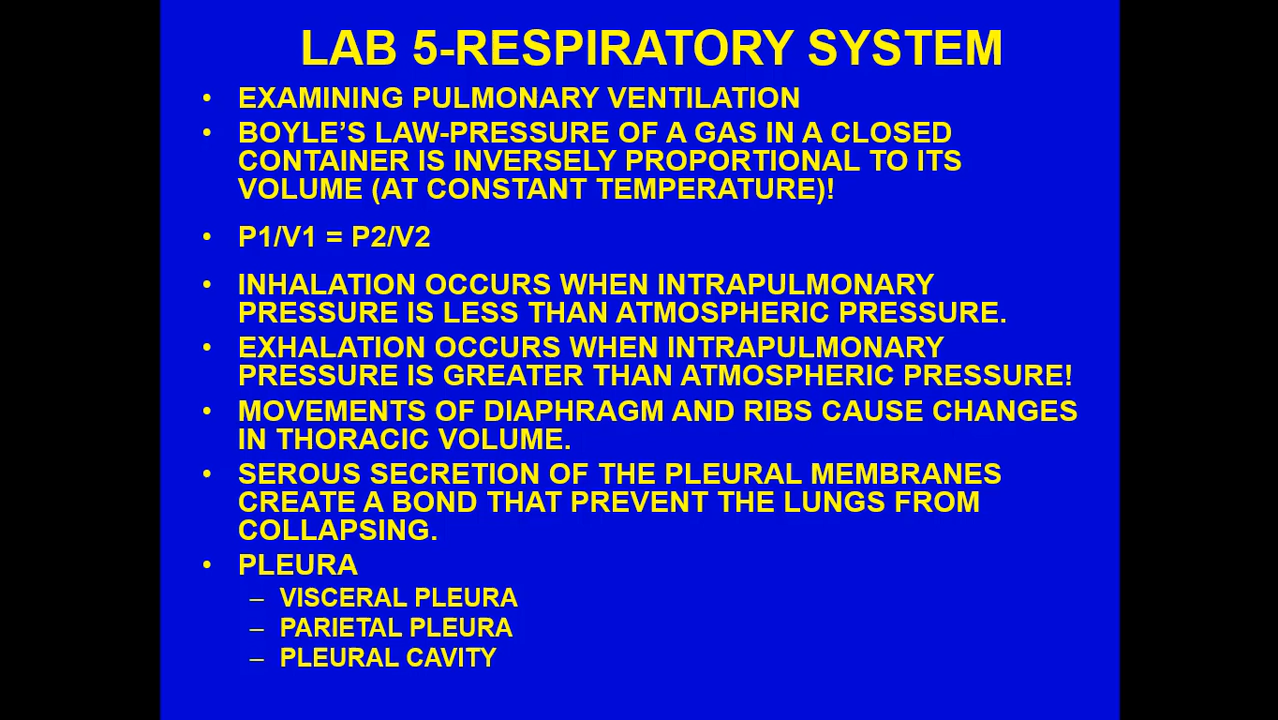 LAB 5-RESPIRATORY SYSTEM
• EXAMINING PULMONARY VENTILATION
• BOYLE’S LAW-PRESSURE OF A GAS IN A CLOSED
CONTAINER IS INVERSELY PROPORTIONAL TO ITS
VOLUME (AT CONSTANT TEMPERATURE)!
• P1/V1 = P2/V2
• INHALATION OCCURS WHEN INTRAPULMONARY
PRESSURE IS LESS THAN ATMOSPHERIC PRESSURE.
• EXHALATION OCCURS WHEN INTRAPULMONARY
PRESSURE IS GREATER THAN ATMOSPHERIC PRESSURE!
• MOVEMENTS OF DIAPHRAGM AND RIBS CAUSE CHANGES
IN THORACIC VOLUME.
• SEROUS SECRETION OF THE PLEURAL MEMBRANES
CREATE A BOND THAT PREVENT THE LUNGS FROM
COLLAPSING.
• PLEURA
– VISCERAL PLEURA
– PARIETAL PLEURA
– PLEURAL CAVITY